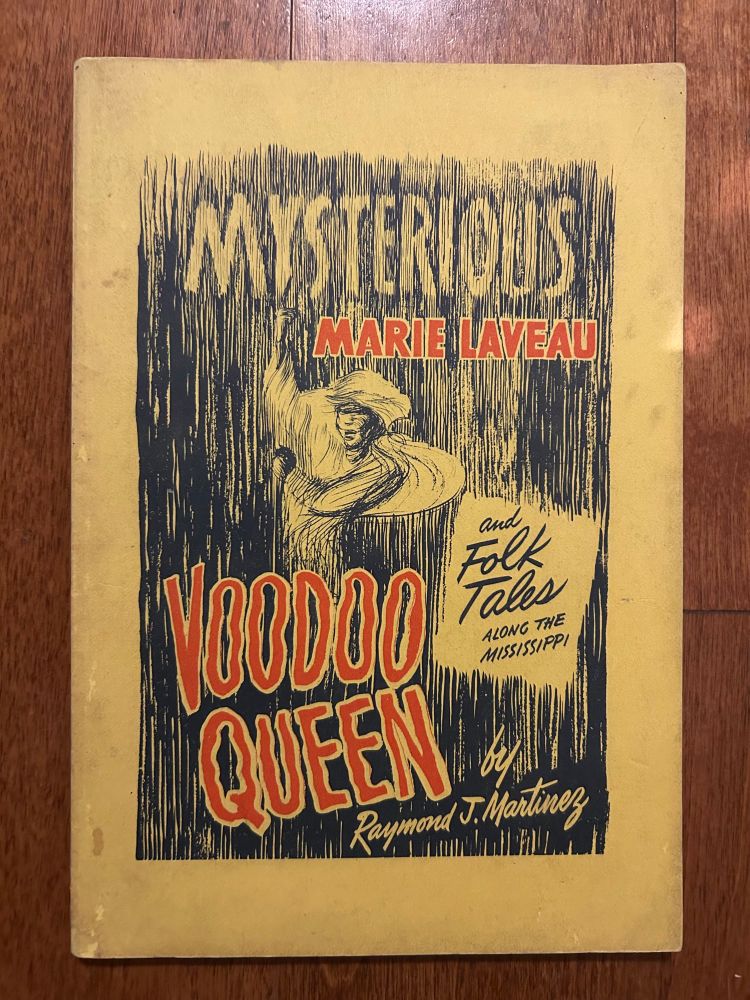 MYSTERIOUS
MARIE LAVEAU
and
Folk
Tales
ALONG THE
MISSISSIPPI
VOODOO
QUEEN
by
Raymond J. Martinez